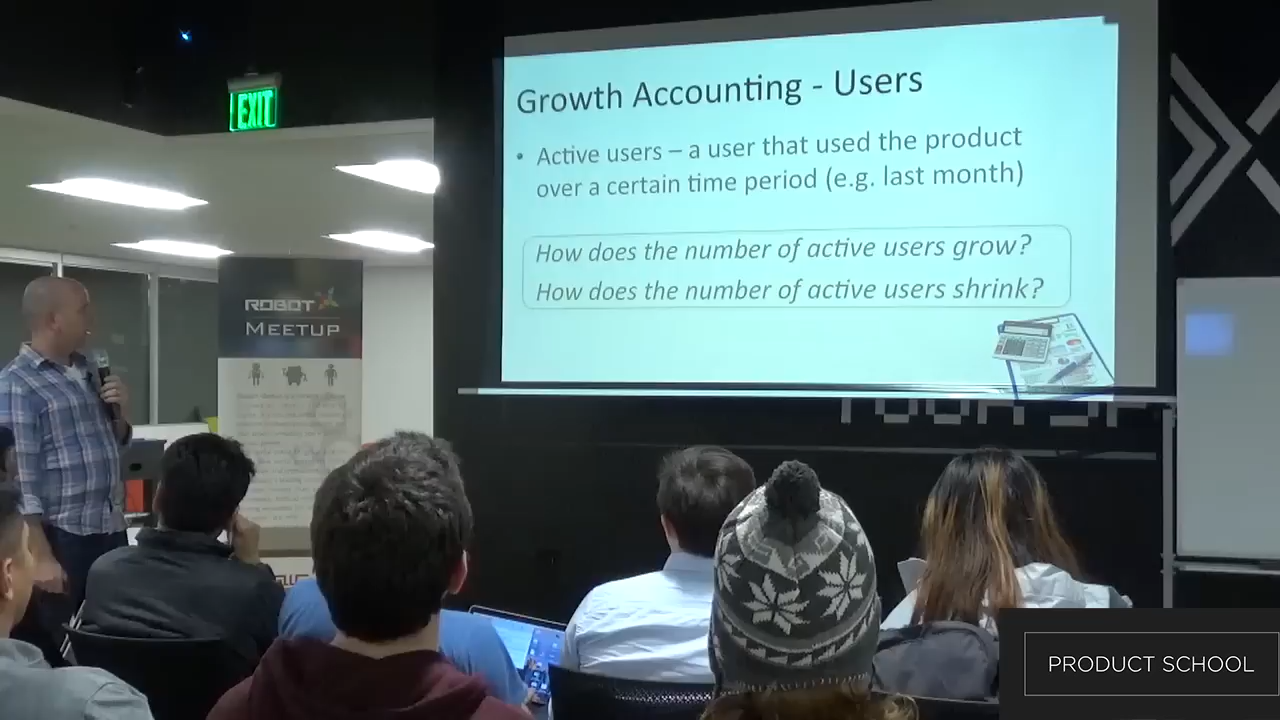 EXIT
Growth Accounting - Users
• Active users – a user that used the product
over a certain time period (e.g. last month)
How does the number of active users grow?
How does the number of active users shrink?
ROBOT
MEETUP
PRODUCT SCHOOL